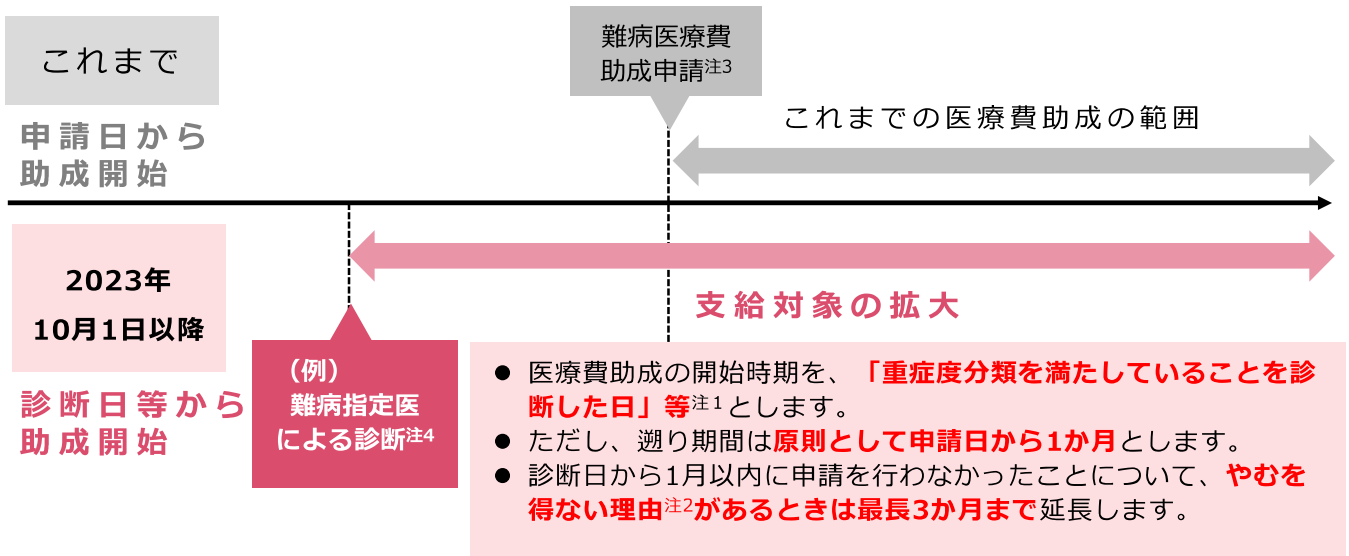 これまで
難病医療費
助成申請注3
これまでの医療費助成の範囲
申請日から
助成開始
2023年
10月1日以降
支給対象の拡大
診断日等から
助成開始
（例）
難病指定医
による診断注4
● 医療費助成の開始時期を、「重症度分類を満たしていることを診
断した日」等注１とします。
● ただし、遡り期間は原則として申請日から1か月とします。
● 診断日から1月以内に申請を行わなかったことについて、やむを
得ない理由注2があるときは最長3か月まで延長します。